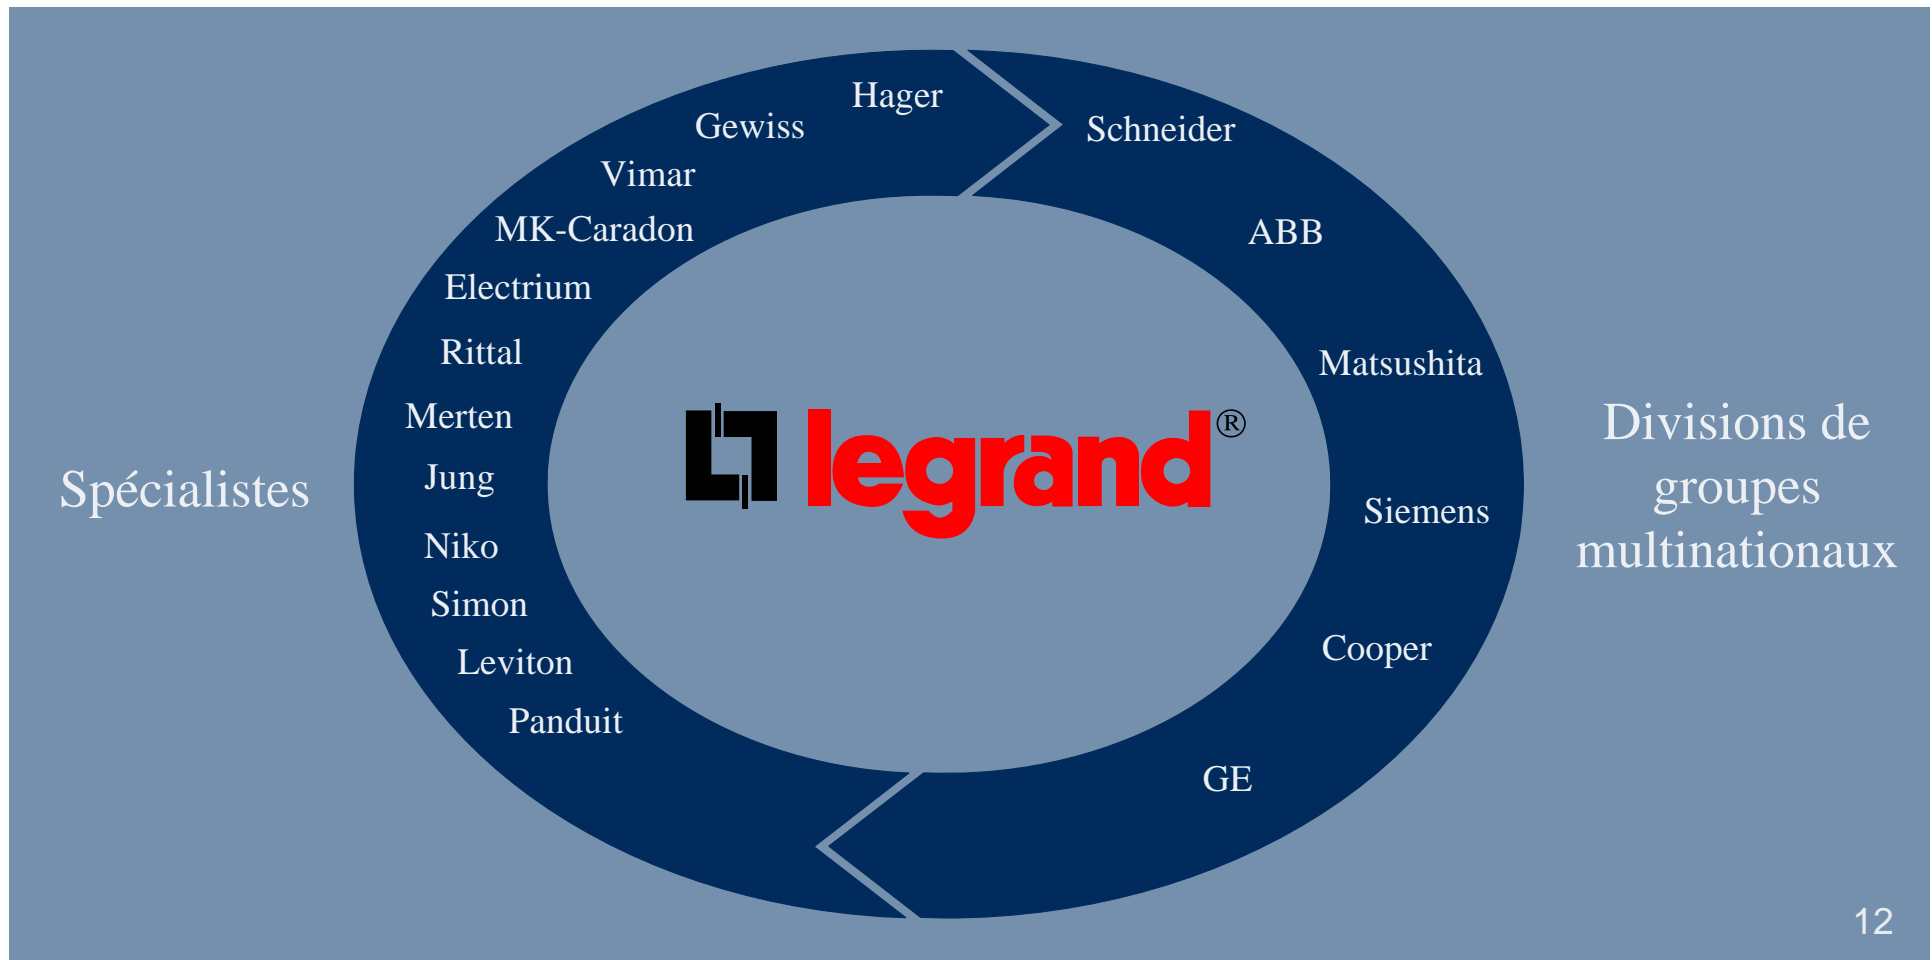 Hager
Gewiss
Vimar
MK-Caradon
Electrium
Rittal
Merten
Jung
Niko
Simon
Leviton
Panduit
Spécialistes
legrand®
Schneider
ABB
Matsushita
Siemens
Cooper
GE
Divisions de
groupes
multinationaux
12